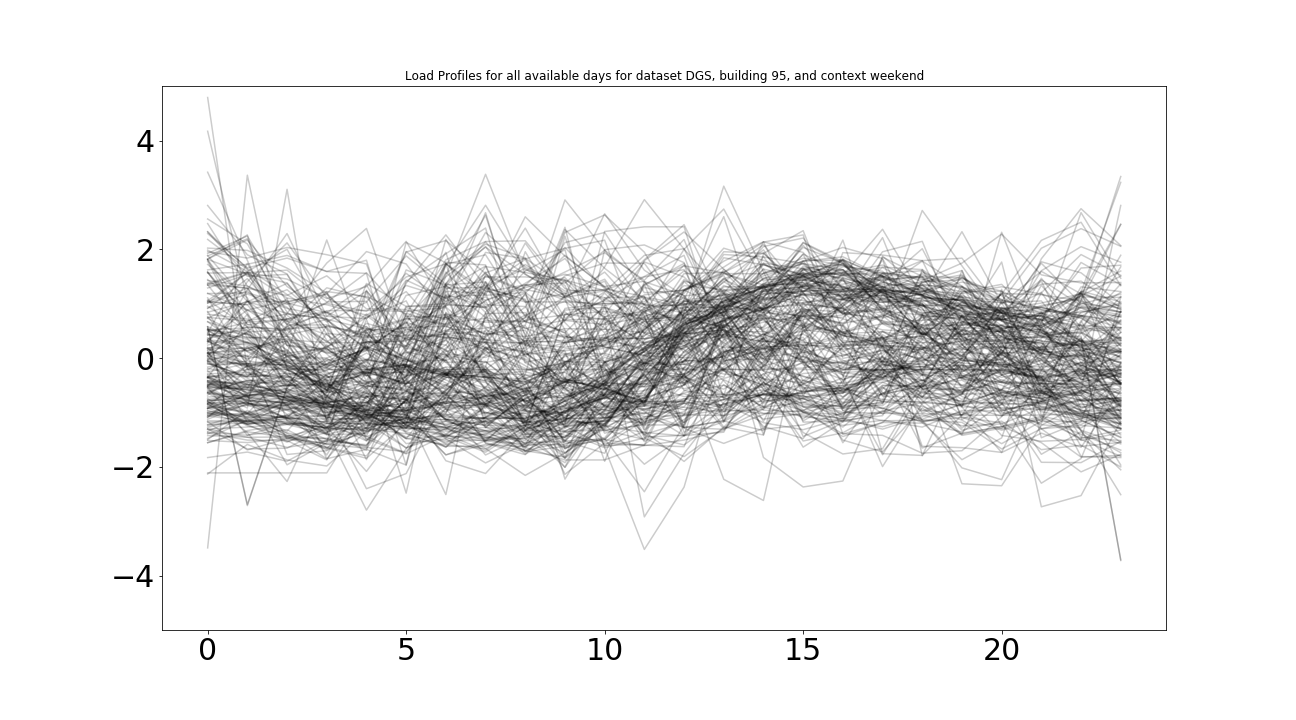 Load Profiles for all available days for dataset DGS, building 95, and context weekend
4
2
0
−2
−4
0 5 10 15 20